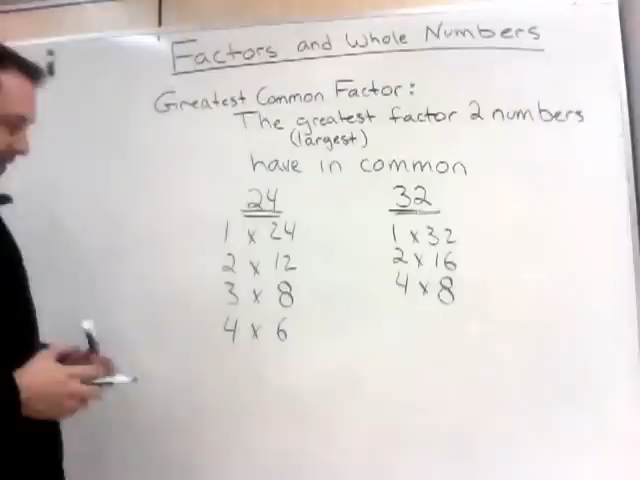 Factors and Whole Numbers
Greatest Common Factor:
The greatest factor 2 numbers
(largest)
have in common
24 32
1 x 24 1 x 32
2 x 12 2 x 16
3 x 8 4 x 8
4 x 6